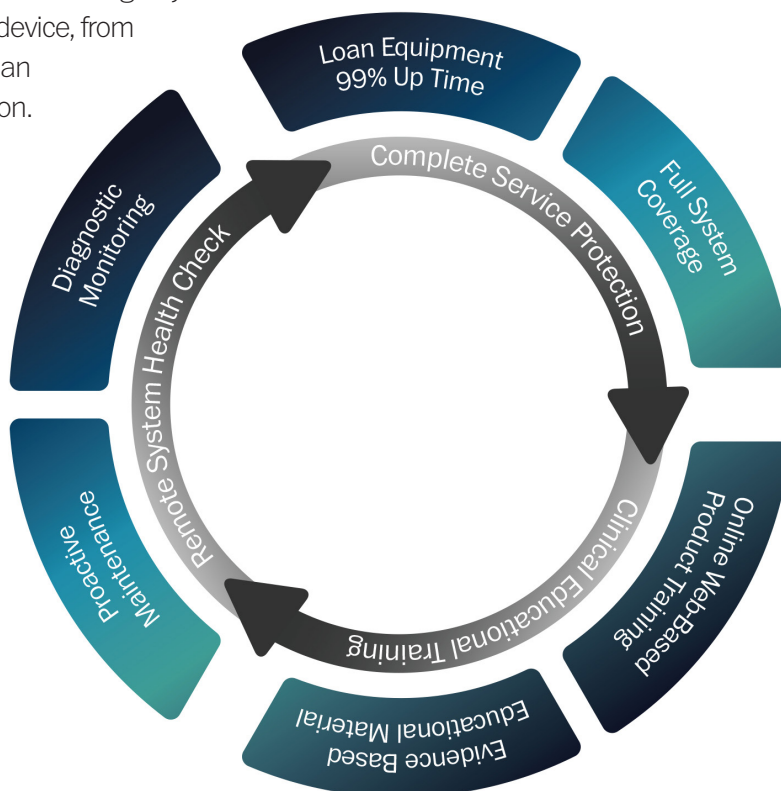 device, from
an
on.
Loan Equipment
99% Up Time
Full System
Coverage
Online Web-Based
Product Training
Evidence Based
Educational Material
Proactive
Maintenance
Diagnostic
Monitoring
Complete Service Protection
Clinical Educational Training
Remote System Health Check